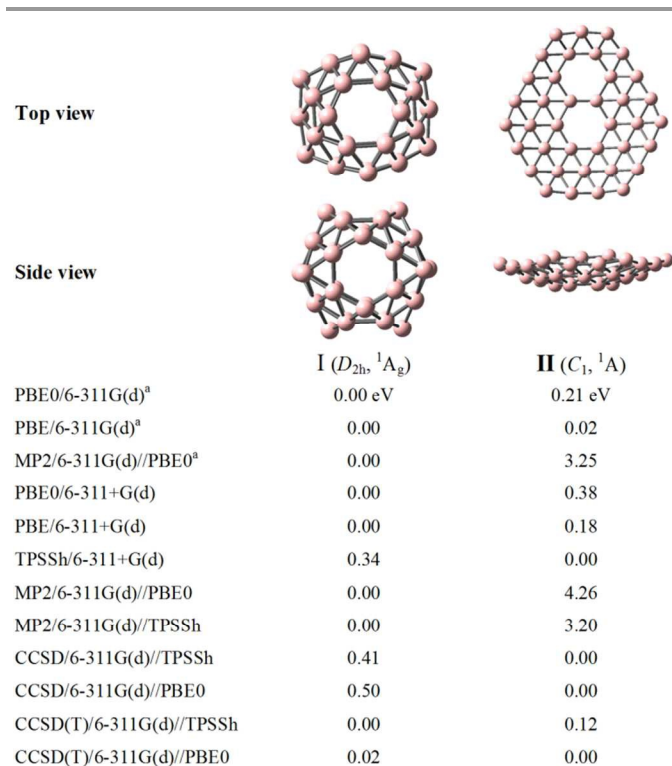 Top view
Side view
I (D2h, ¹Ag) II (C1, ¹A)
PBE0/6-311G(d)ᵃ 0.00 eV 0.21 eV
PBE/6-311G(d)ᵃ 0.00 0.02
MP2/6-311G(d)//PBE0ᵃ 0.00 3.25
PBE0/6-311+G(d) 0.00 0.38
PBE/6-311+G(d) 0.00 0.18
TPSSh/6-311+G(d) 0.34 0.00
MP2/6-311G(d)//PBE0 0.00 4.26
MP2/6-311G(d)//TPSSh 0.00 3.20
CCSD/6-311G(d)//TPSSh 0.41 0.00
CCSD/6-311G(d)//PBE0 0.50 0.00
CCSD(T)/6-311G(d)//TPSSh 0.00 0.12
CCSD(T)/6-311G(d)//PBE0 0.02 0.00